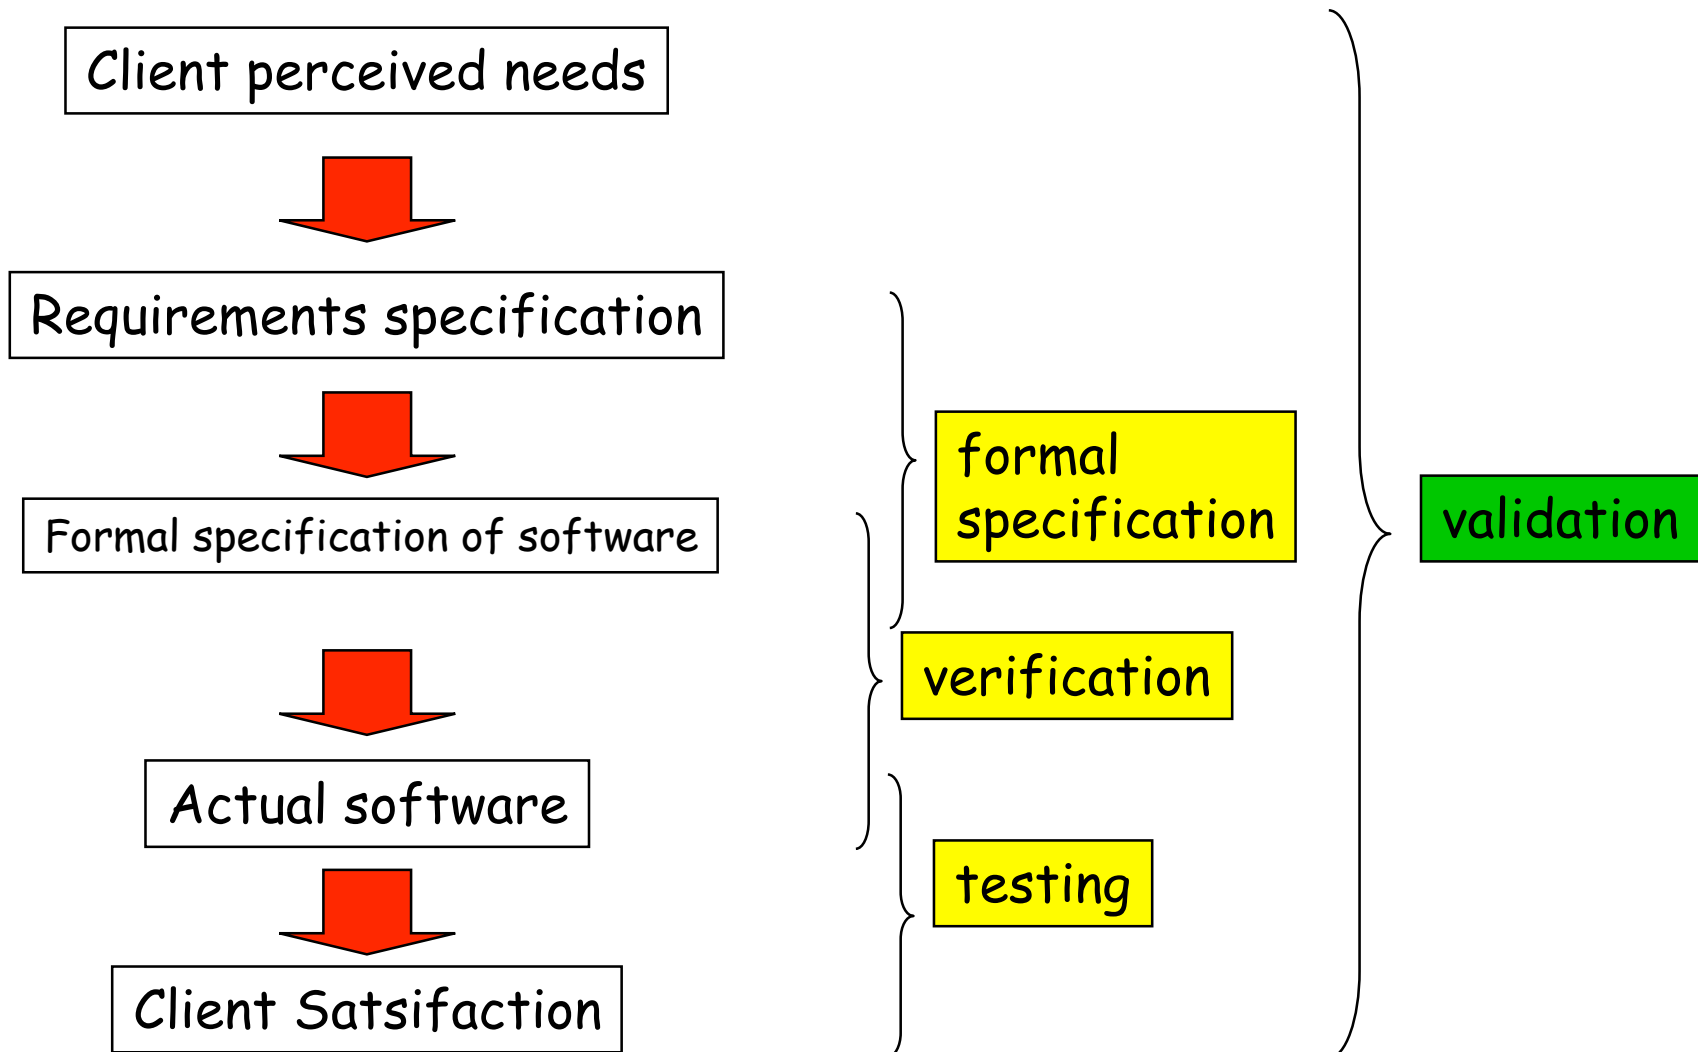 Client perceived needs
Requirements specification
formal
specification
validation
Formal specification of software
verification
Actual software
testing
Client Satsifaction